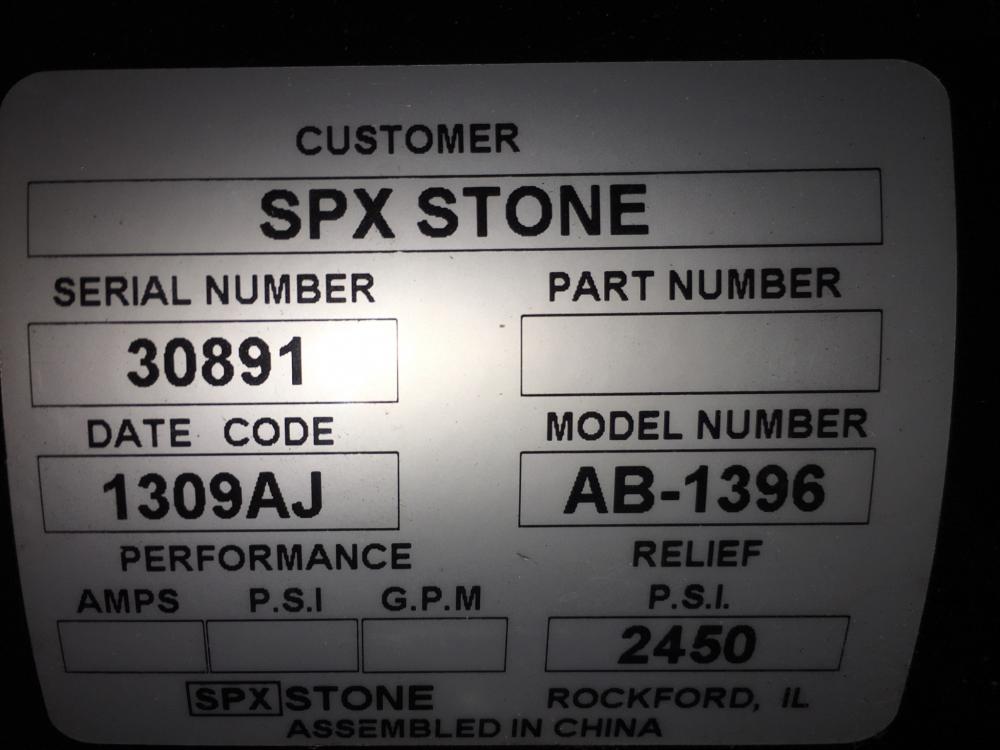 CUSTOMER
SPX STONE
SERIAL NUMBER PART NUMBER
30891
DATE CODE MODEL NUMBER
1309AJ AB-1396
PERFORMANCE RELIEF
AMPS P.S.I G.P.M P.S.I.
2450
SPX STONE ROCKFORD, IL
ASSEMBLED IN CHINA